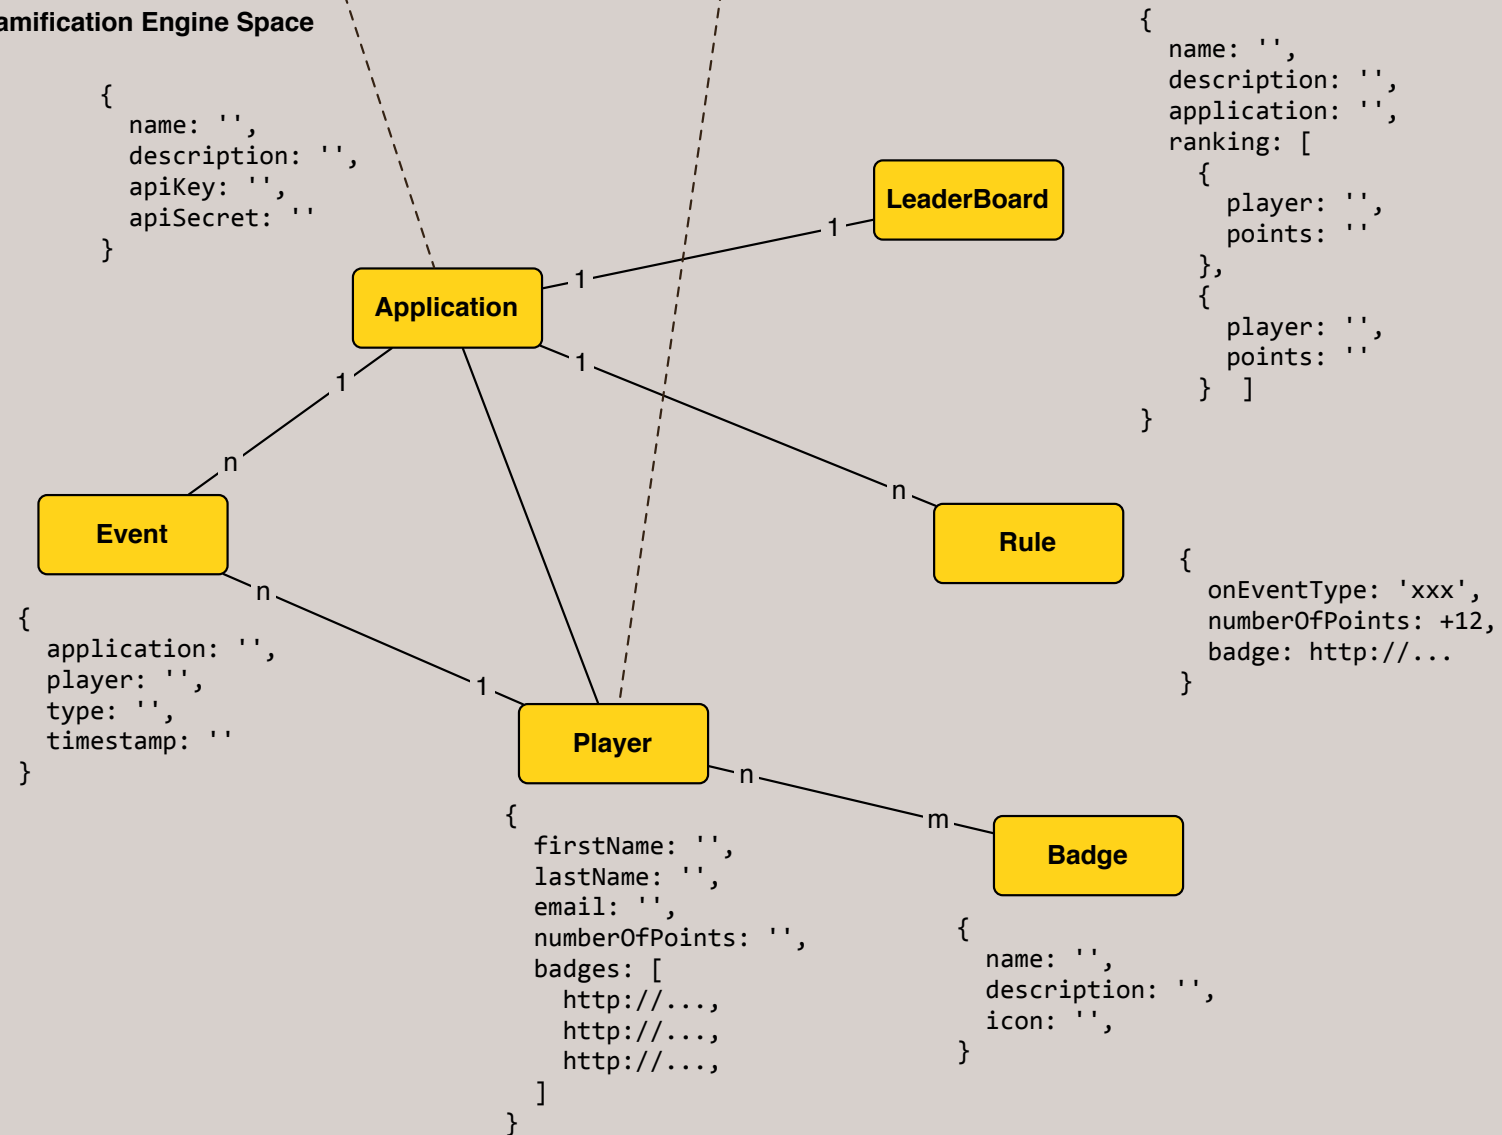 amification Engine Space
{
name: '',
description: '',
apiKey: '',
apiSecret: ''
}
{
name: '',
description: '',
application: '',
ranking: [
{
player: '',
points: ''
},
{
player: '',
points: ''
} ]
}
LeaderBoard
1
1
Application
1
1
n
n
Event
Rule
n
{
application: '',
player: '',
type: '',
timestamp: ''
}
{
onEventType: 'xxx',
numberOfPoints: +12,
badge: http://...
}
1
Player
n
m
Badge
{
firstName: '',
lastName: '',
email: '',
numberOfPoints: '',
badges: [
http://...,
http://...,
http://...,
]
}
{
name: '',
description: '',
icon: '',
}